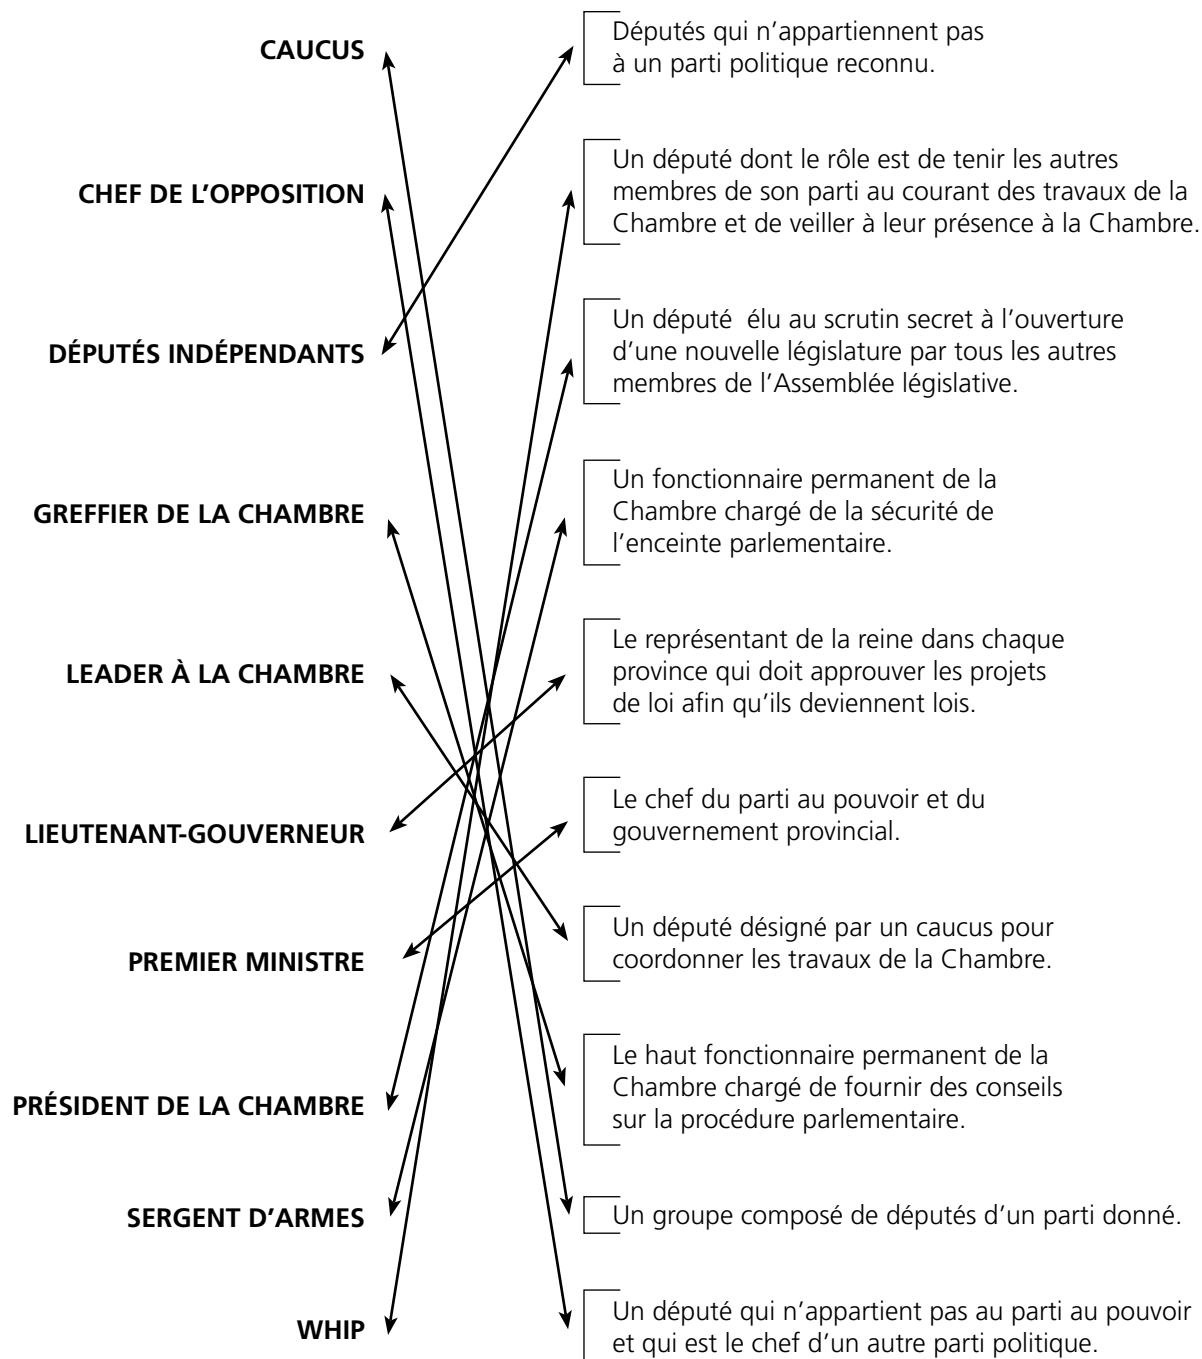 CAUCUS
Députés qui n’appartiennent pas
à un parti politique reconnu.
CHEF DE L’OPPOSITION
Un député dont le rôle est de tenir les autres
membres de son parti au courant des travaux de la
Chambre et de veiller à leur présence à la Chambre.
DÉPUTÉS INDÉPENDANTS
Un député élu au scrutin secret à l’ouverture
d’une nouvelle législature par tous les autres
membres de l’Assemblée législative.
GREFFIER DE LA CHAMBRE
Un fonctionnaire permanent de la
Chambre chargé de la sécurité de
l’enceinte parlementaire.
LEADER À LA CHAMBRE
Le représentant de la reine dans chaque
province qui doit approuver les projets
de loi afin qu’ils deviennent lois.
LIEUTENANT-GOUVERNEUR
Le chef du parti au pouvoir et du
gouvernement provincial.
PREMIER MINISTRE
Un député désigné par un caucus pour
coordonner les travaux de la Chambre.
PRÉSIDENT DE LA CHAMBRE
Le haut fonctionnaire permanent de la
Chambre chargé de fournir des conseils
sur la procédure parlementaire.
SERGENT D’ARMES
Un groupe composé de députés d’un parti donné.
WHIP
Un député qui n’appartient pas au parti au pouvoir
et qui est le chef d’un autre parti politique.